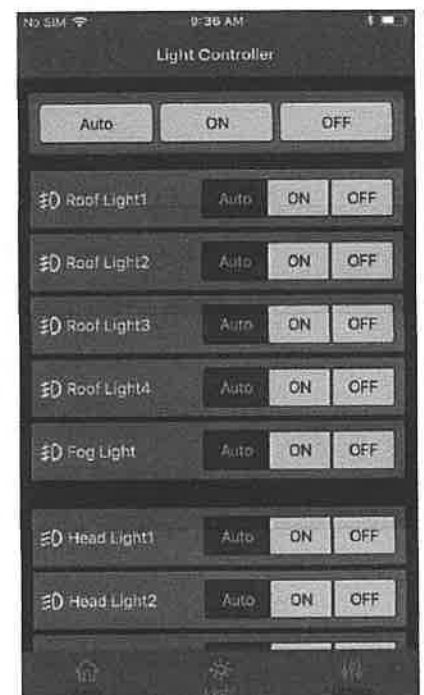 No SIM 9:36 AM
Light Controller
Auto ON OFF
Roof Light1 Auto ON OFF
Roof Light2 Auto ON OFF
Roof Light3 Auto ON OFF
Roof Light4 Auto ON OFF
Fog Light Auto ON OFF
Head Light1 Auto ON OFF
Head Light2 Auto ON OFF